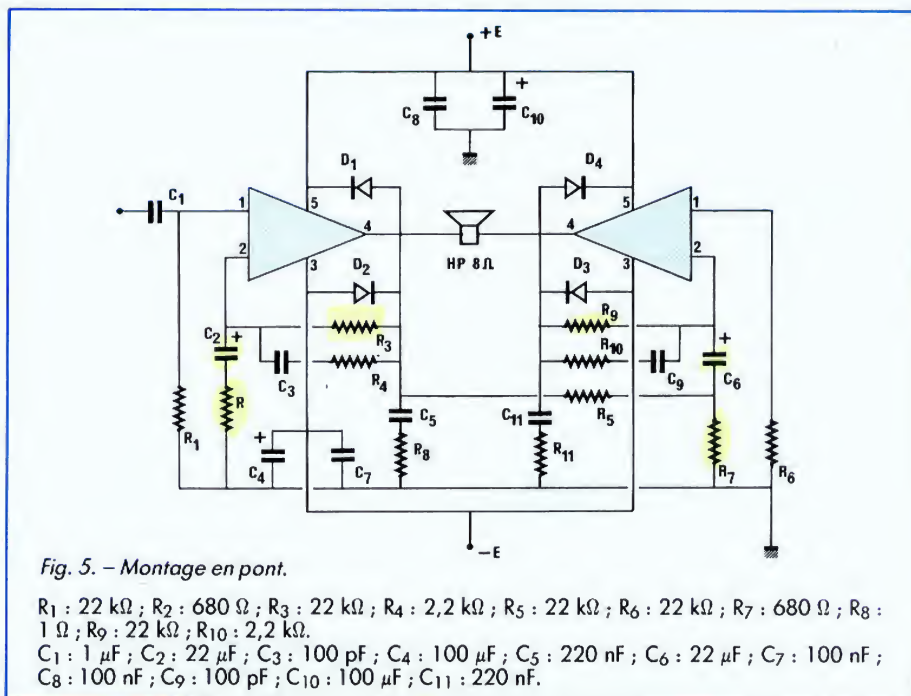 +E
C8
+
C10
D1
D4
C1
1
5
5
1
4
4
2
2
3
HP 8Ω
3
D2
D3
C2
+
R3
R9
R10
+
C3
R4
C9
C6
R5
R
C5
C11
R1
+
R8
R11
R7
R6
C4
C7
−E
Fig. 5. – Montage en pont.
R1 : 22 kΩ ; R2 : 680 Ω ; R3 : 22 kΩ ; R4 : 2,2 kΩ ; R5 : 22 kΩ ; R6 : 22 kΩ ; R7 : 680 Ω ; R8 :
1 Ω ; R9 : 22 kΩ ; R10 : 2,2 kΩ.
C1 : 1 μF ; C2 : 22 μF ; C3 : 100 pF ; C4 : 100 μF ; C5 : 220 nF ; C6 : 22 μF ; C7 : 100 nF ;
C8 : 100 nF ; C9 : 100 pF ; C10 : 100 μF ; C11 : 220 nF.